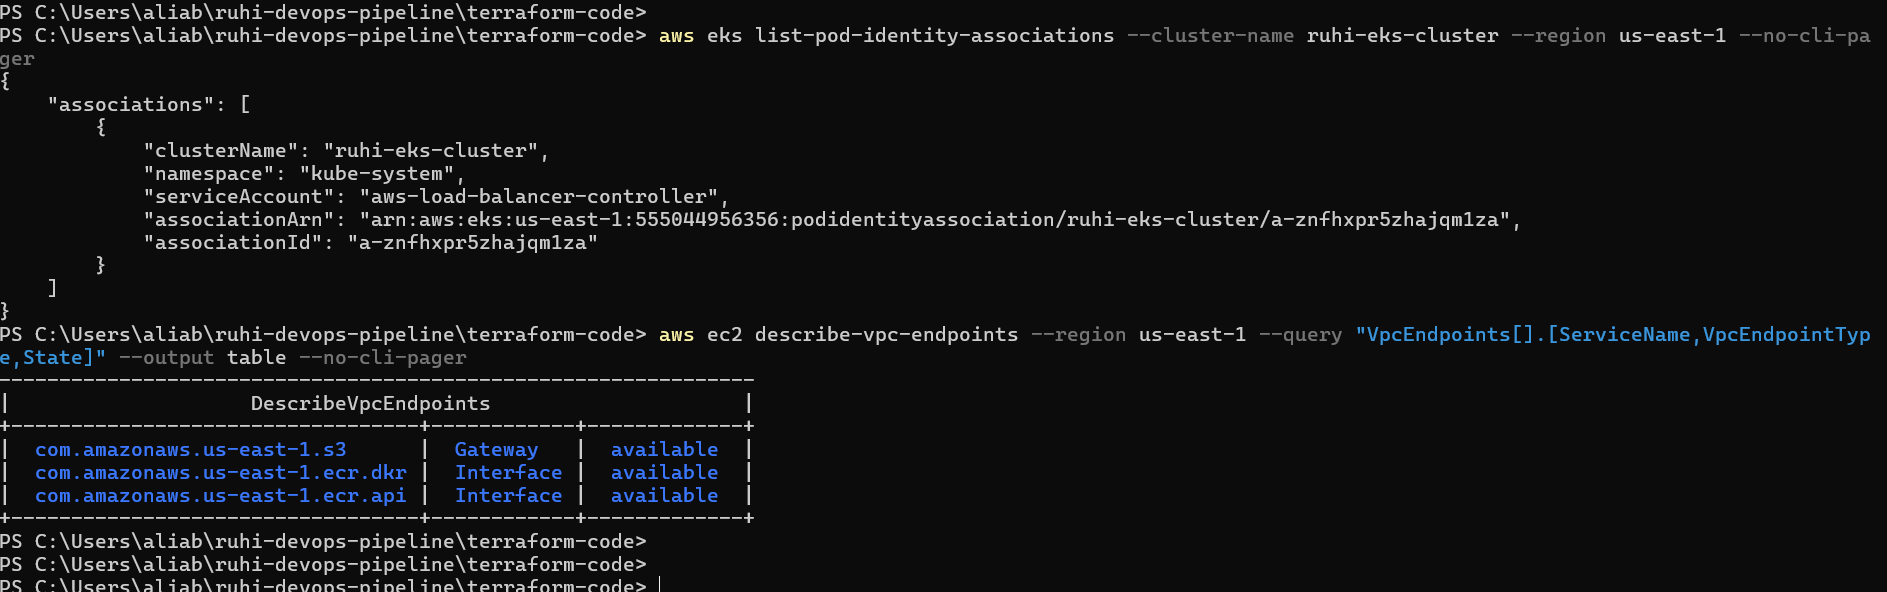 PS C:\Users\aliab\ruhi-devops-pipeline\terraform-code>
PS C:\Users\aliab\ruhi-devops-pipeline\terraform-code> aws eks list-pod-identity-associations --cluster-name ruhi-eks-cluster --region us-east-1 --no-cli-pa
ger
{
    "associations": [
        {
            "clusterName": "ruhi-eks-cluster",
            "namespace": "kube-system",
            "serviceAccount": "aws-load-balancer-controller",
            "associationArn": "arn:aws:eks:us-east-1:555044956356:podidentityassociation/ruhi-eks-cluster/a-znfhxpr5zhajqm1za",
            "associationId": "a-znfhxpr5zhajqm1za"
        }
    ]
}
PS C:\Users\aliab\ruhi-devops-pipeline\terraform-code> aws ec2 describe-vpc-endpoints --region us-east-1 --query "VpcEndpoints[].[ServiceName,VpcEndpointTyp
e,State]" --output table --no-cli-pager
---------------------------------------------------------------
|                    DescribeVpcEndpoints                     |
+-----------------------------------+------------+-------------+
|  com.amazonaws.us-east-1.s3       |  Gateway   |  available  |
|  com.amazonaws.us-east-1.ecr.dkr  |  Interface |  available  |
|  com.amazonaws.us-east-1.ecr.api  |  Interface |  available  |
+-----------------------------------+------------+-------------+
PS C:\Users\aliab\ruhi-devops-pipeline\terraform-code>
PS C:\Users\aliab\ruhi-devops-pipeline\terraform-code>
PS C:\Users\aliab\ruhi-devops-pipeline\terraform-code>